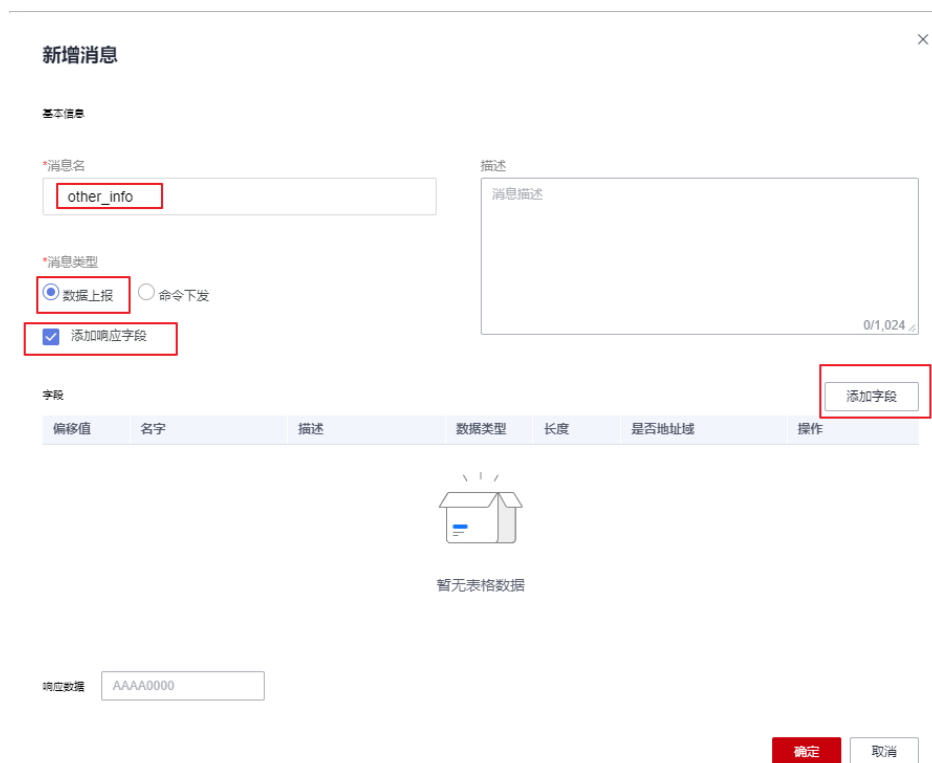 新增消息
基本信息
*消息名
描述
other_info
消息描述
*消息类型
数据上报 命令下发
添加响应字段
0/1,024
字段
添加字段
偏移值 名字 描述 数据类型 长度 是否地址域 操作
暂无表格数据
响应数据 AAAA0000
确定 取消